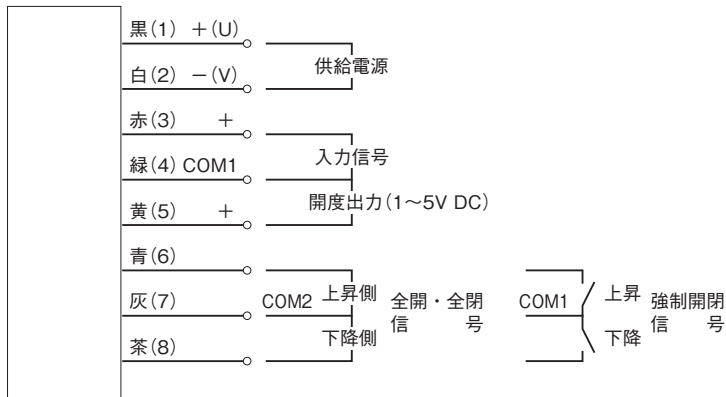 黒(1) +(U)
供給電源
白(2) −(V)
赤(3) +
入力信号
緑(4) COM1
開度出力(1〜5V DC)
黄(5) +
青(6)
上昇側
灰(7) COM2
全開・全閉
信 号
下降側
茶(8)
COM1
上昇
下降
強制開閉
信 号